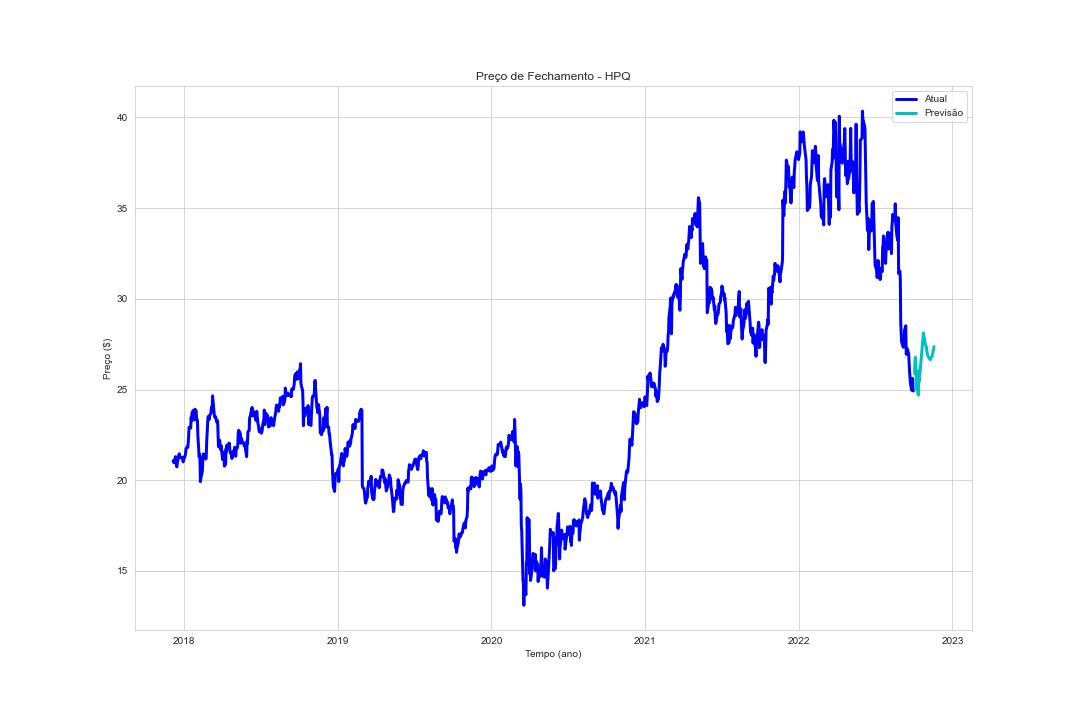 Preço de Fechamento - HPQ
Atual
Previsão
40
35
30
25
20
15
Preço ($)
2018 2019 2020 2021 2022 2023
Tempo (ano)